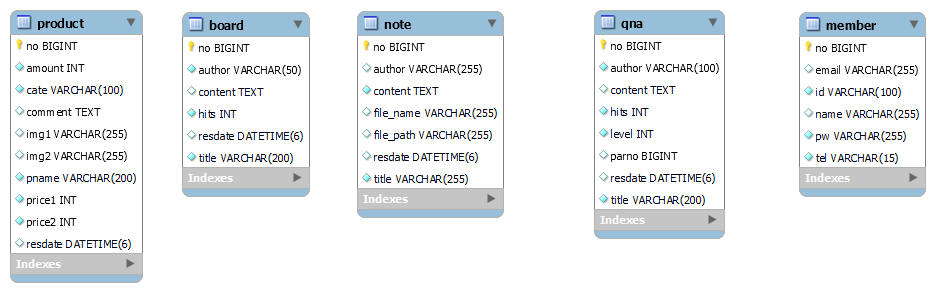 product
no BIGINT
amount INT
cate VARCHAR(100)
comment TEXT
img1 VARCHAR(255)
img2 VARCHAR(255)
pname VARCHAR(200)
price1 INT
price2 INT
resdate DATETIME(6)
Indexes
board
no BIGINT
author VARCHAR(50)
content TEXT
hits INT
resdate DATETIME(6)
title VARCHAR(200)
Indexes
note
no BIGINT
author VARCHAR(255)
content TEXT
file_name VARCHAR(255)
file_path VARCHAR(255)
resdate DATETIME(6)
title VARCHAR(255)
Indexes
qna
no BIGINT
author VARCHAR(100)
content TEXT
hits INT
level INT
parno BIGINT
resdate DATETIME(6)
title VARCHAR(200)
Indexes
member
no BIGINT
email VARCHAR(255)
id VARCHAR(100)
name VARCHAR(255)
pw VARCHAR(255)
tel VARCHAR(15)
Indexes